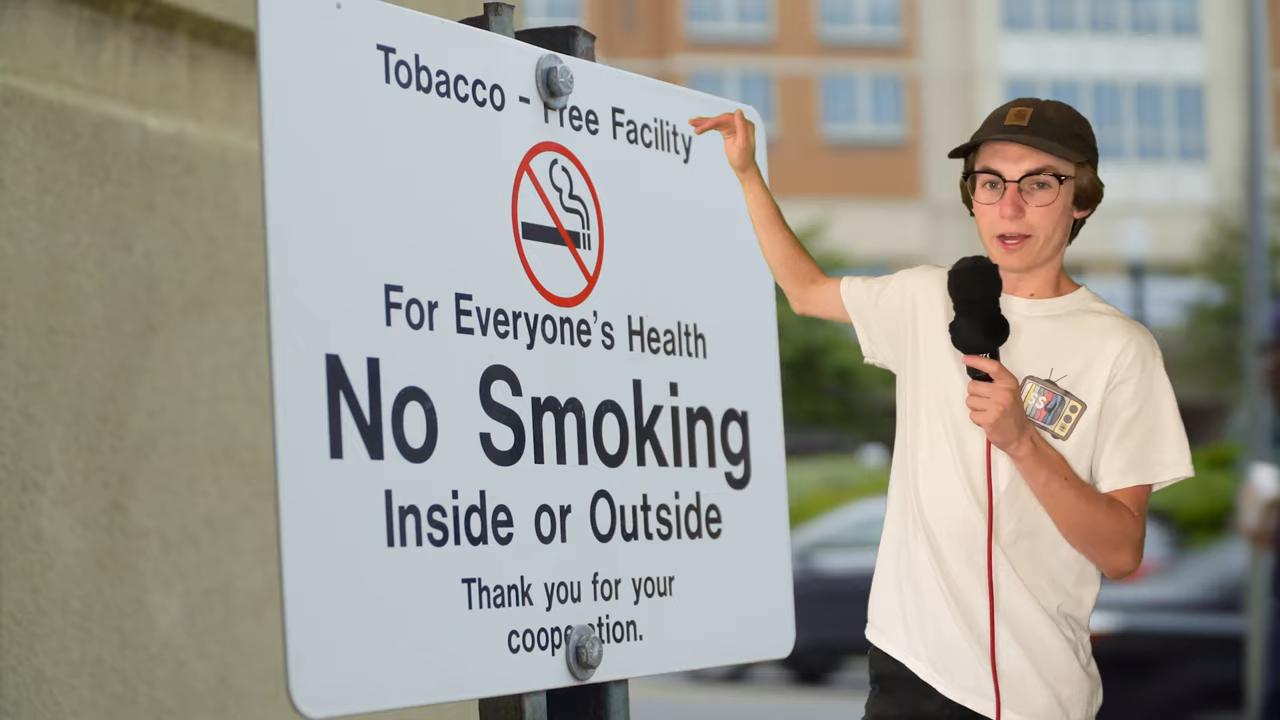 Tobacco - Free Facility
For Everyone's Health
No Smoking
Inside or Outside
Thank you for your
cooperation.